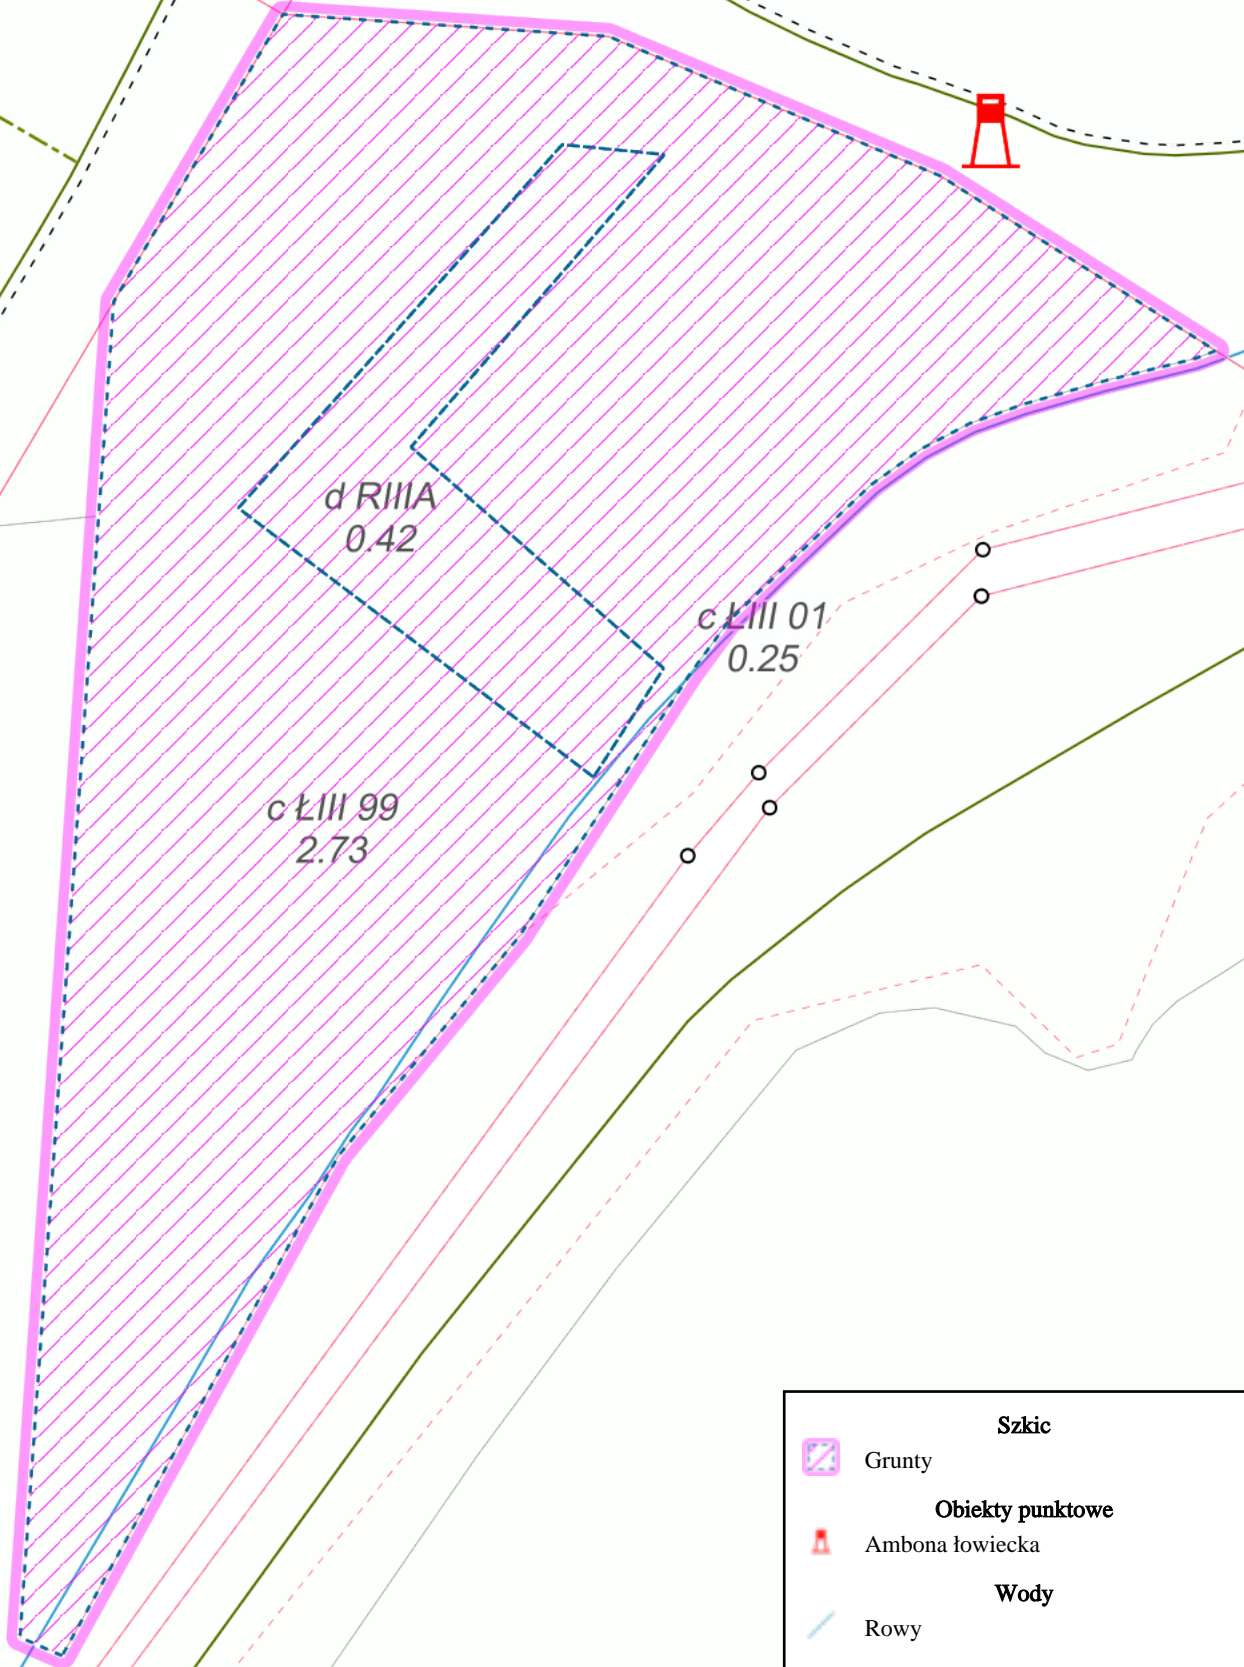 d RIIIA
0.42
c ŁIII 01
0.25
c ŁIII 99
2.73
Szkic
Grunty
Obiekty punktowe
Ambona łowiecka
Wody
Rowy